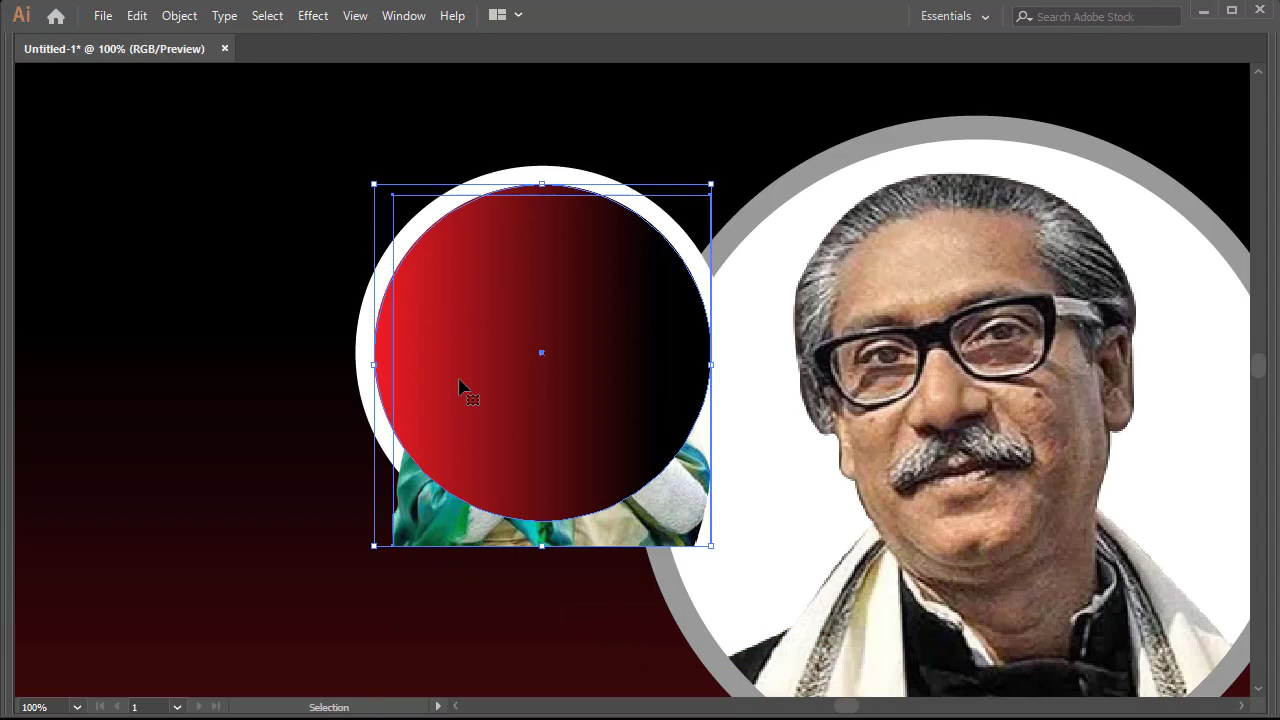 Ai File Edit Object Type Select Effect View Window Help Essentials Search Adobe Stock
Untitled-1* @ 100% (RGB/Preview) ×
100% 1 Selection